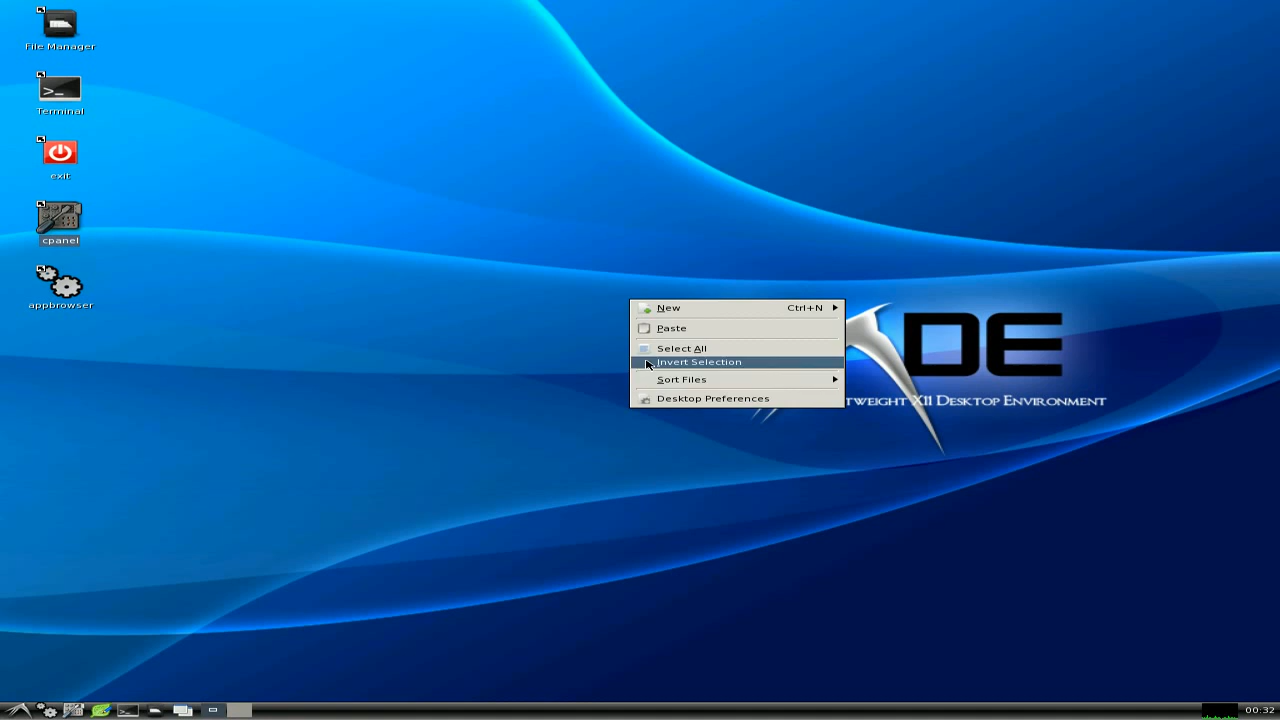 File Manager
Terminal
exit
cpanel
appbrowser
New Ctrl+N
Paste
Select All
Invert Selection
Sort Files
Desktop Preferences
DE
TWEIGHT X11 DESKTOP ENVIRONMENT
00:32